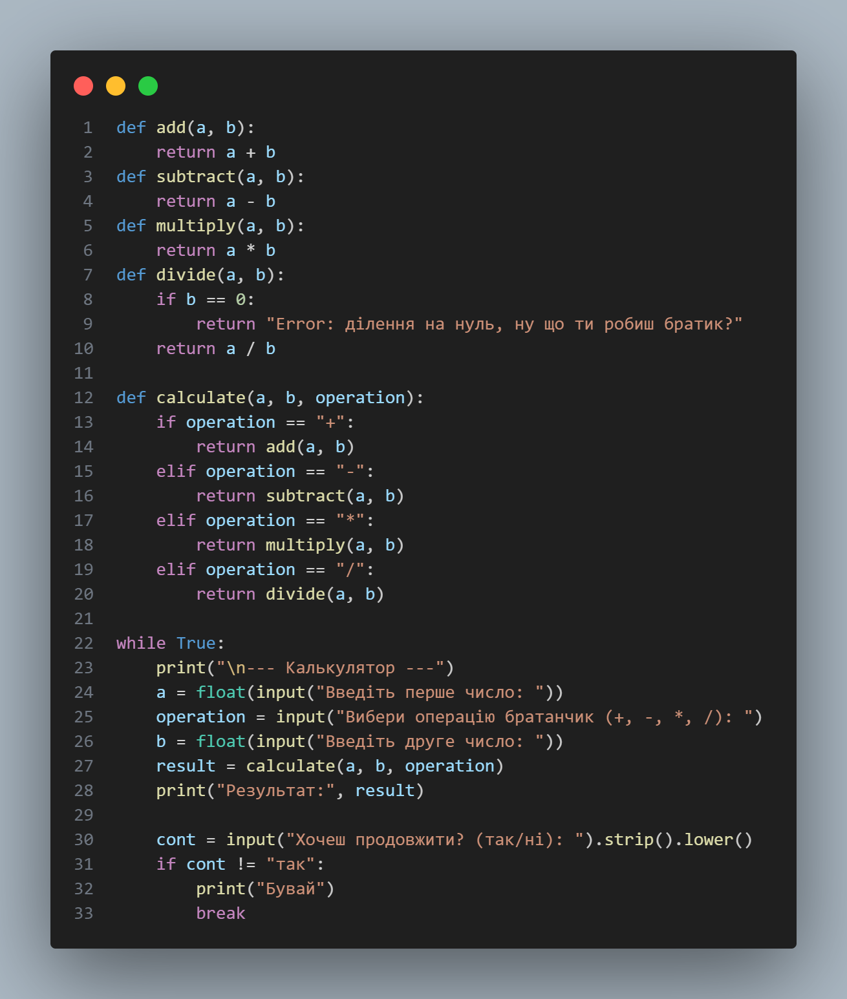 1 def add(a, b):
2     return a + b
3 def subtract(a, b):
4     return a - b
5 def multiply(a, b):
6     return a * b
7 def divide(a, b):
8     if b == 0:
9         return "Error: ділення на нуль, ну що ти робиш братик?"
10     return a / b
11
12 def calculate(a, b, operation):
13     if operation == "+":
14         return add(a, b)
15     elif operation == "-":
16         return subtract(a, b)
17     elif operation == "*":
18         return multiply(a, b)
19     elif operation == "/":
20         return divide(a, b)
21
22 while True:
23     print("\n--- Калькулятор ---")
24     a = float(input("Введіть перше число: "))
25     operation = input("Вибери операцію братанчик (+, -, *, /): ")
26     b = float(input("Введіть друге число: "))
27     result = calculate(a, b, operation)
28     print("Результат:", result)
29
30     cont = input("Хочеш продовжити? (так/ні): ").strip().lower()
31     if cont != "так":
32         print("Бувай")
33         break